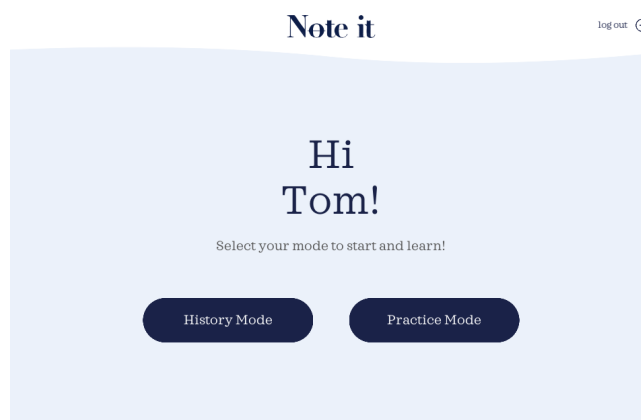 Note it
log out
Hi
Tom!
Select your mode to start and learn!
History Mode
Practice Mode